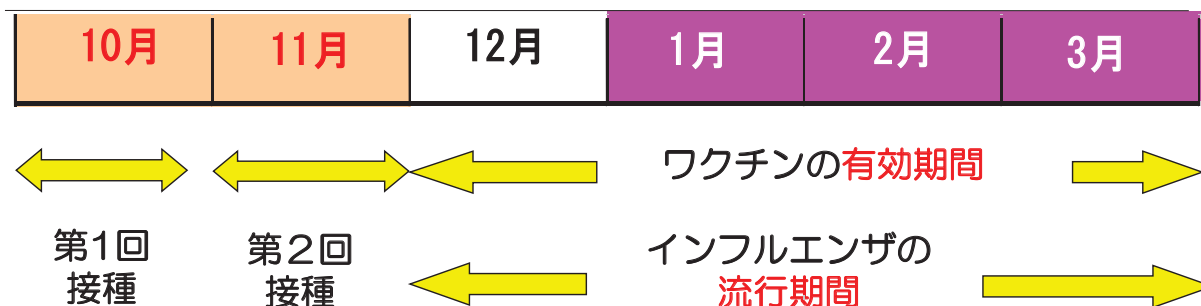 10月 11月 12月 1月 2月 3月
ワクチンの有効期間
第1回
接種
第２回
接種
インフルエンザの
流行期間